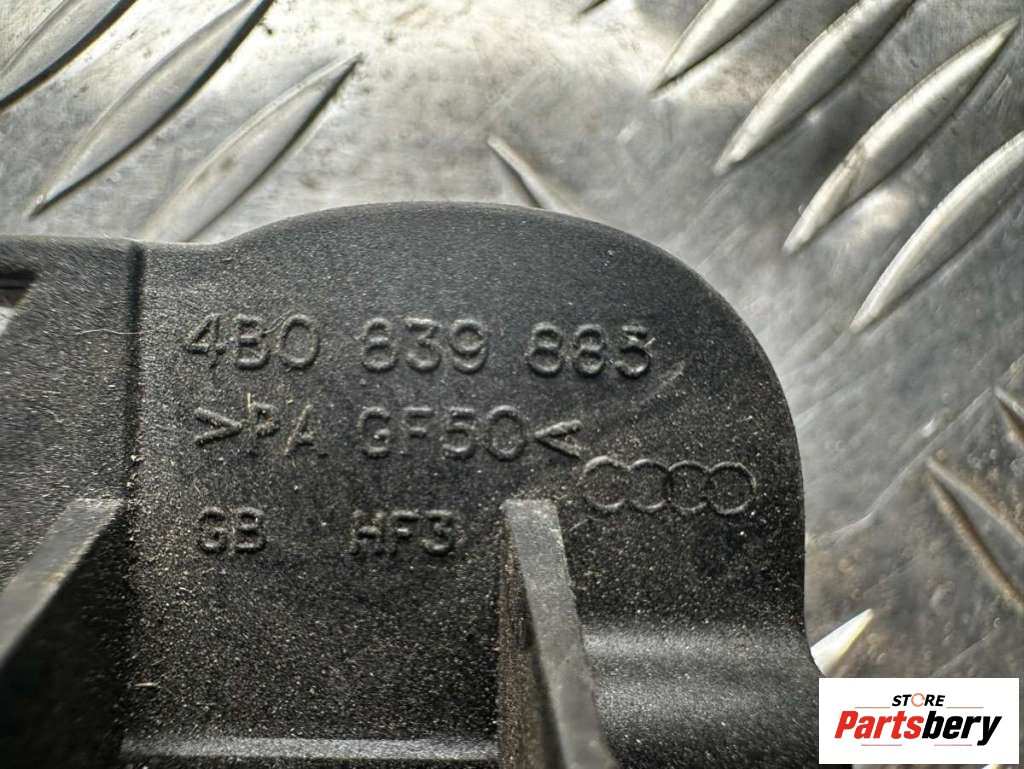 4B0 839 885
>PA GF50<
GB HF3
STORE
Partsbery